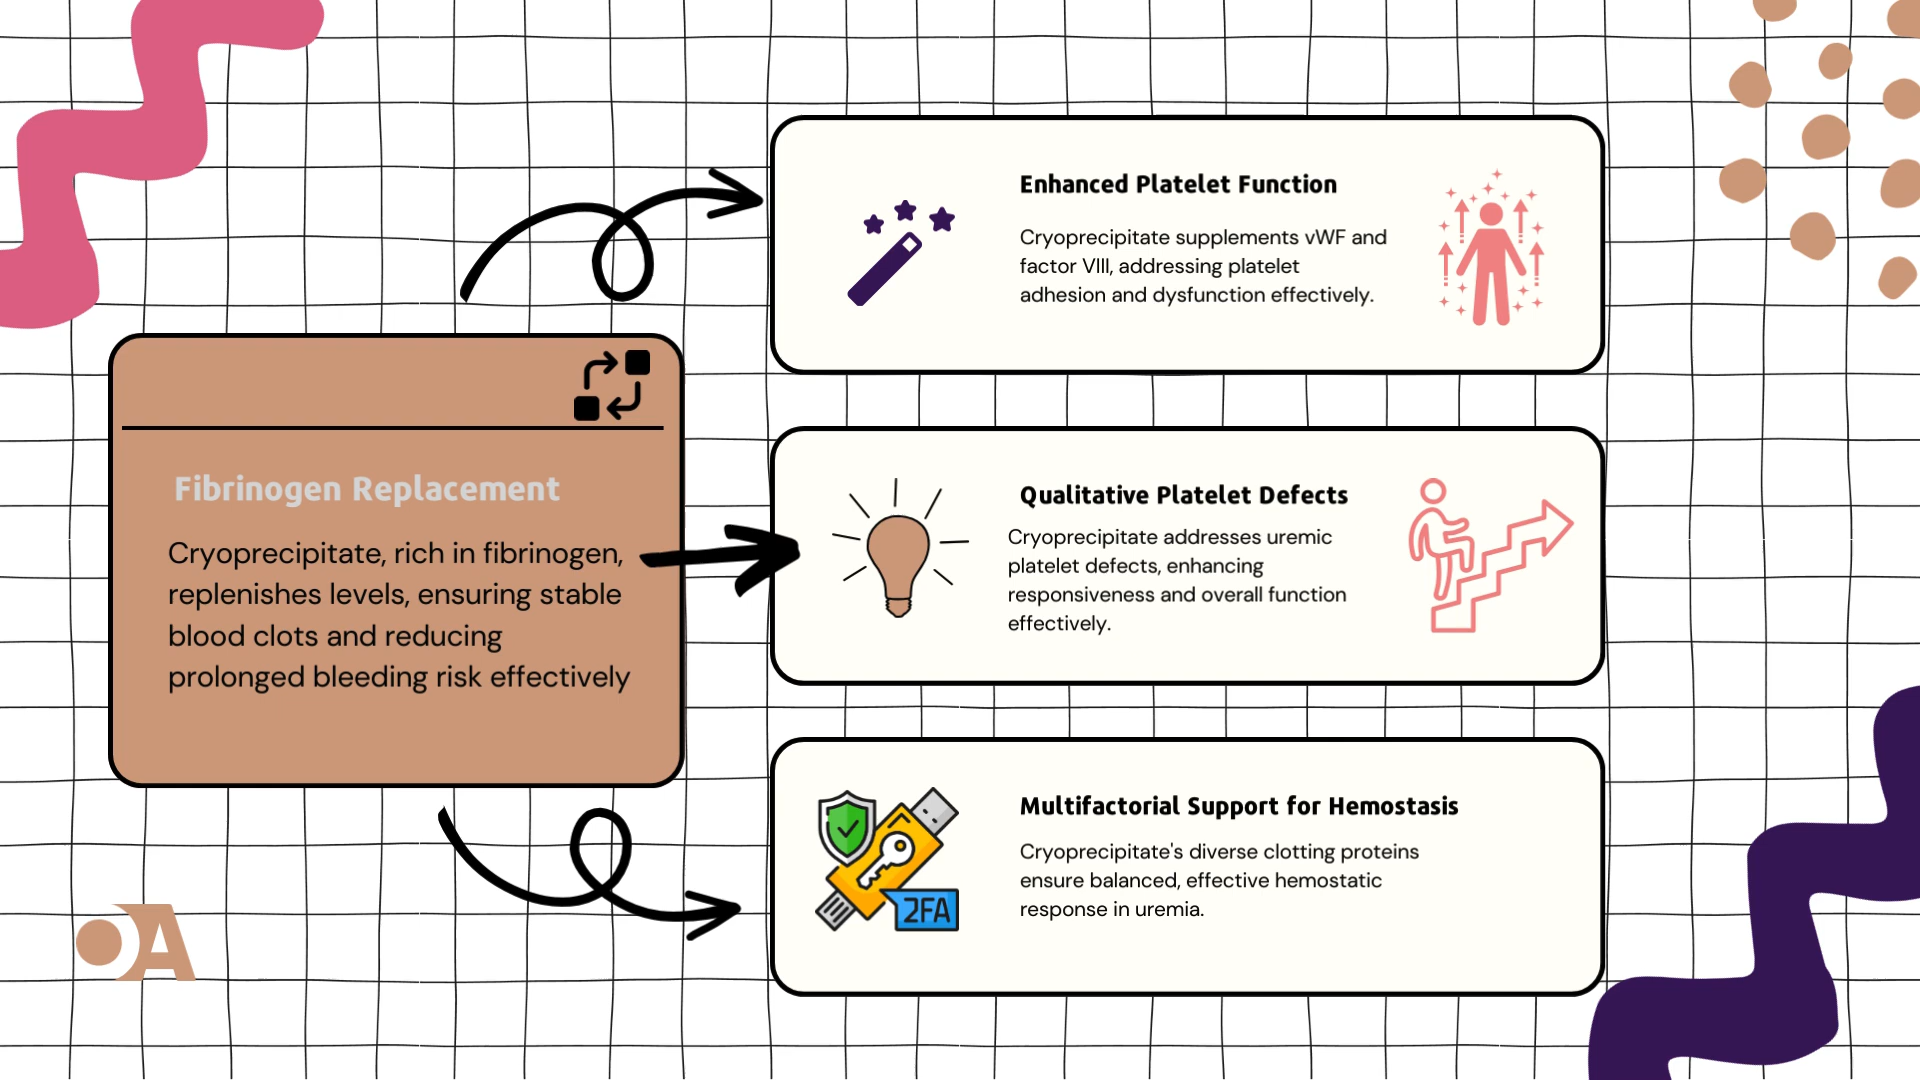 Fibrinogen Replacement
Cryoprecipitate, rich in fibrinogen,
replenishes levels, ensuring stable
blood clots and reducing
prolonged bleeding risk effectively
Enhanced Platelet Function
Cryoprecipitate supplements vWF and
factor VIII, addressing platelet
adhesion and dysfunction effectively.
Qualitative Platelet Defects
Cryoprecipitate addresses uremic
platelet defects, enhancing
responsiveness and overall function
effectively.
Multifactorial Support for Hemostasis
Cryoprecipitate's diverse clotting proteins
ensure balanced, effective hemostatic
response in uremia.
2FA
OA